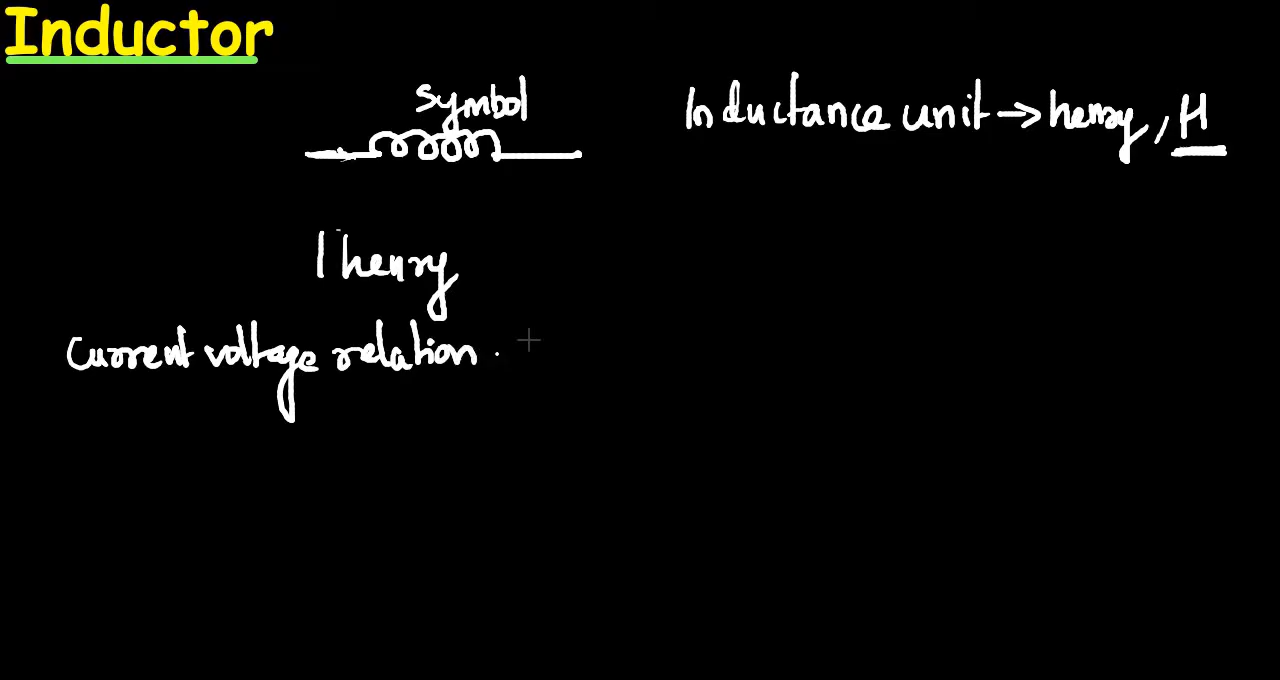 Inductor
Symbol
Inductance unit → henry, H
1 henry
Current voltage relation .